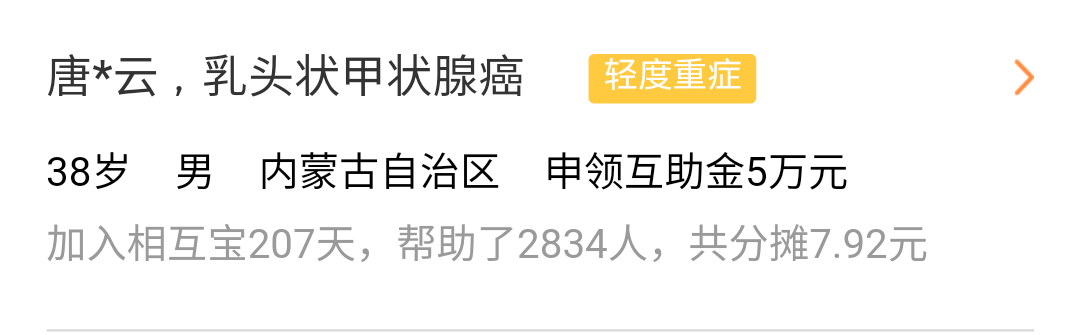 唐*云，乳头状甲状腺癌 轻度重症
38岁 男 内蒙古自治区 申领互助金5万元
加入相互宝207天，帮助了2834人，共分摊7.92元